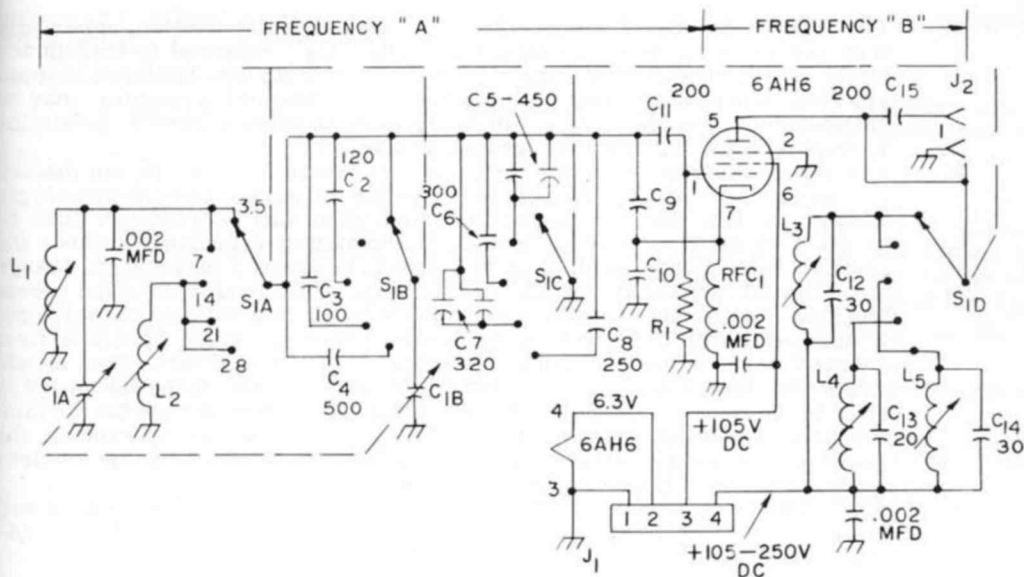 FREQUENCY "A"
FREQUENCY "B"
6AH6
J2
C5-450
C11
200
5
200
C15
2
1
120
C2
1
6
300
C6
7
3.5
C9
L3
L1
.002
MFD
7
S1A
C3
100
S1B
S1C
C10
RFC1
C12
30
S1D
14
21
28
C7
320
C8
250
R1
.002
MFD
C1A
L2
C4
500
C1B
L4
L5
C13
20
C14
30
4
6.3V
6AH6
+105V
DC
3
1 2 3 4
J1
+105-250V
DC
.002
MFD